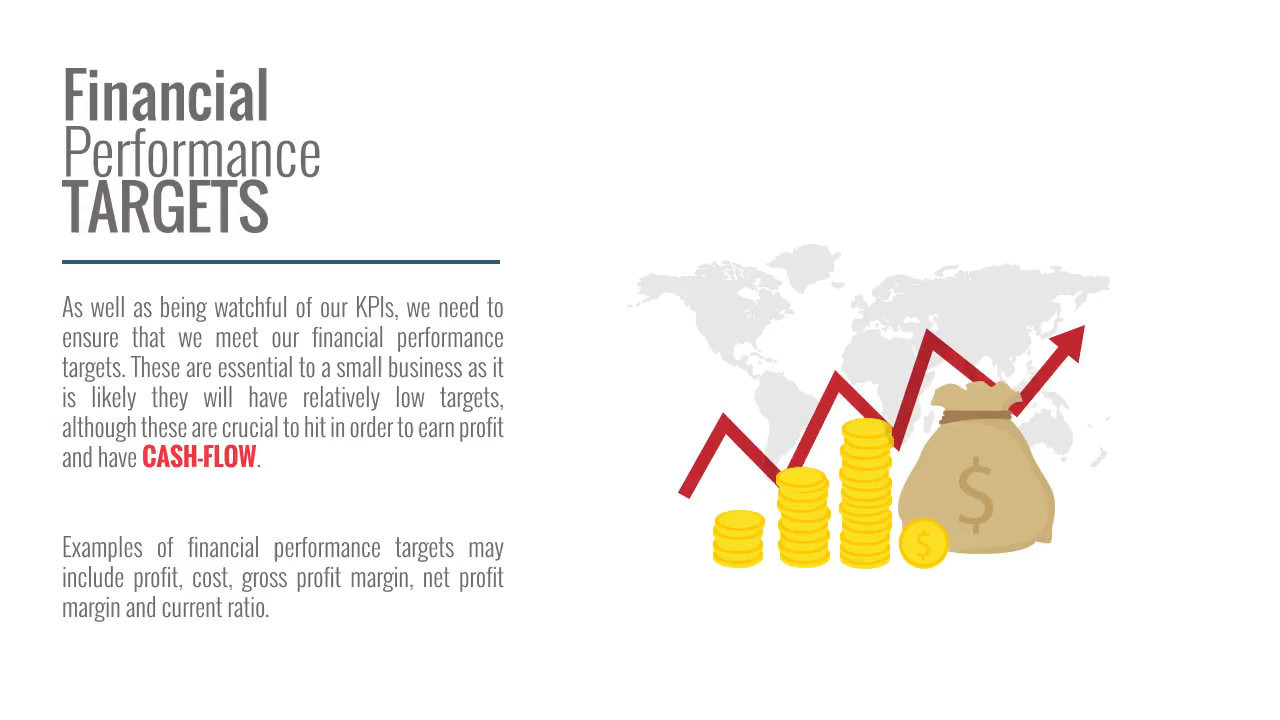 Financial
Performance
TARGETS
As well as being watchful of our KPIs, we need to
ensure that we meet our financial performance
targets. These are essential to a small business as it
is likely they will have relatively low targets,
although these are crucial to hit in order to earn profit
and have CASH-FLOW.
Examples of financial performance targets may
include profit, cost, gross profit margin, net profit
margin and current ratio.
$
$